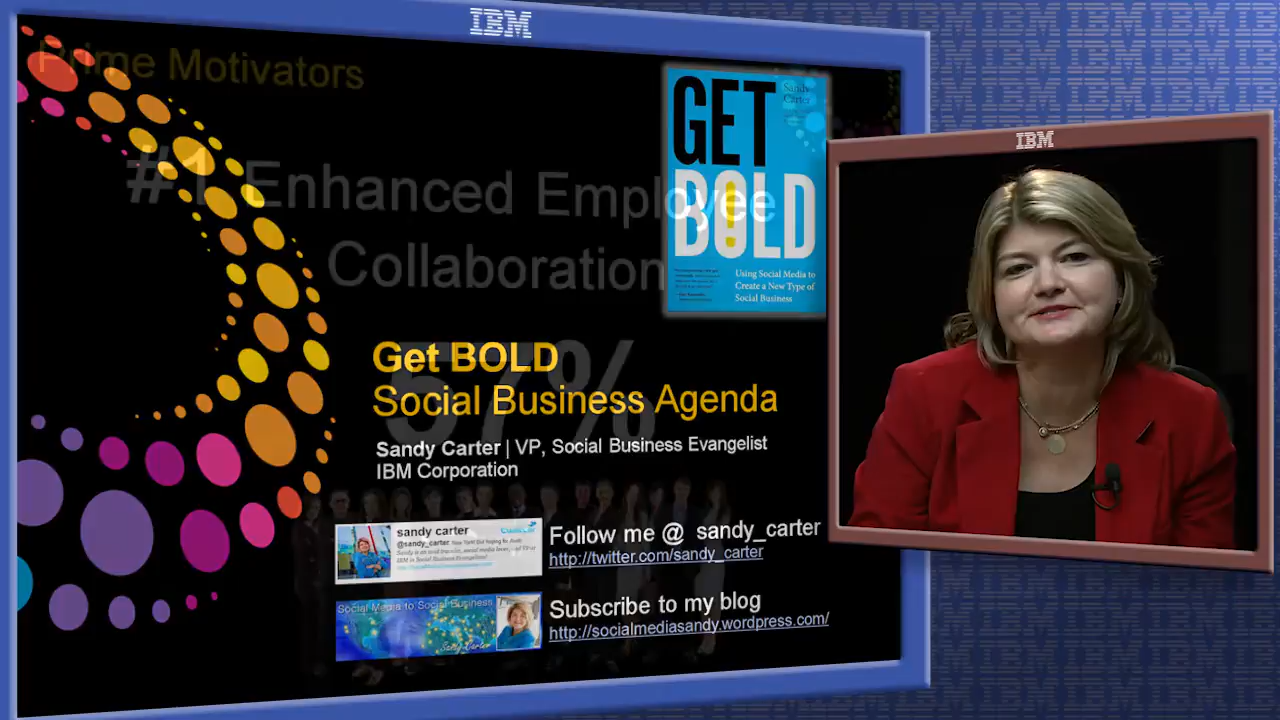 IBM
IBM
Prime Motivators
#1 Enhanced Employee
Collaboration
57%
Sandy
Carter
GET
BOLD
Using Social Media to
Create a New Type of
Social Business
Get BOLD
Social Business Agenda
Sandy Carter | VP, Social Business Evangelist
IBM Corporation
sandy carter
@sandy_carter
Follow me @ sandy_carter
http://twitter.com/sandy_carter
Social Media to Social Business
Sandy Carter
Subscribe to my blog
http://socialmediasandy.wordpress.com/